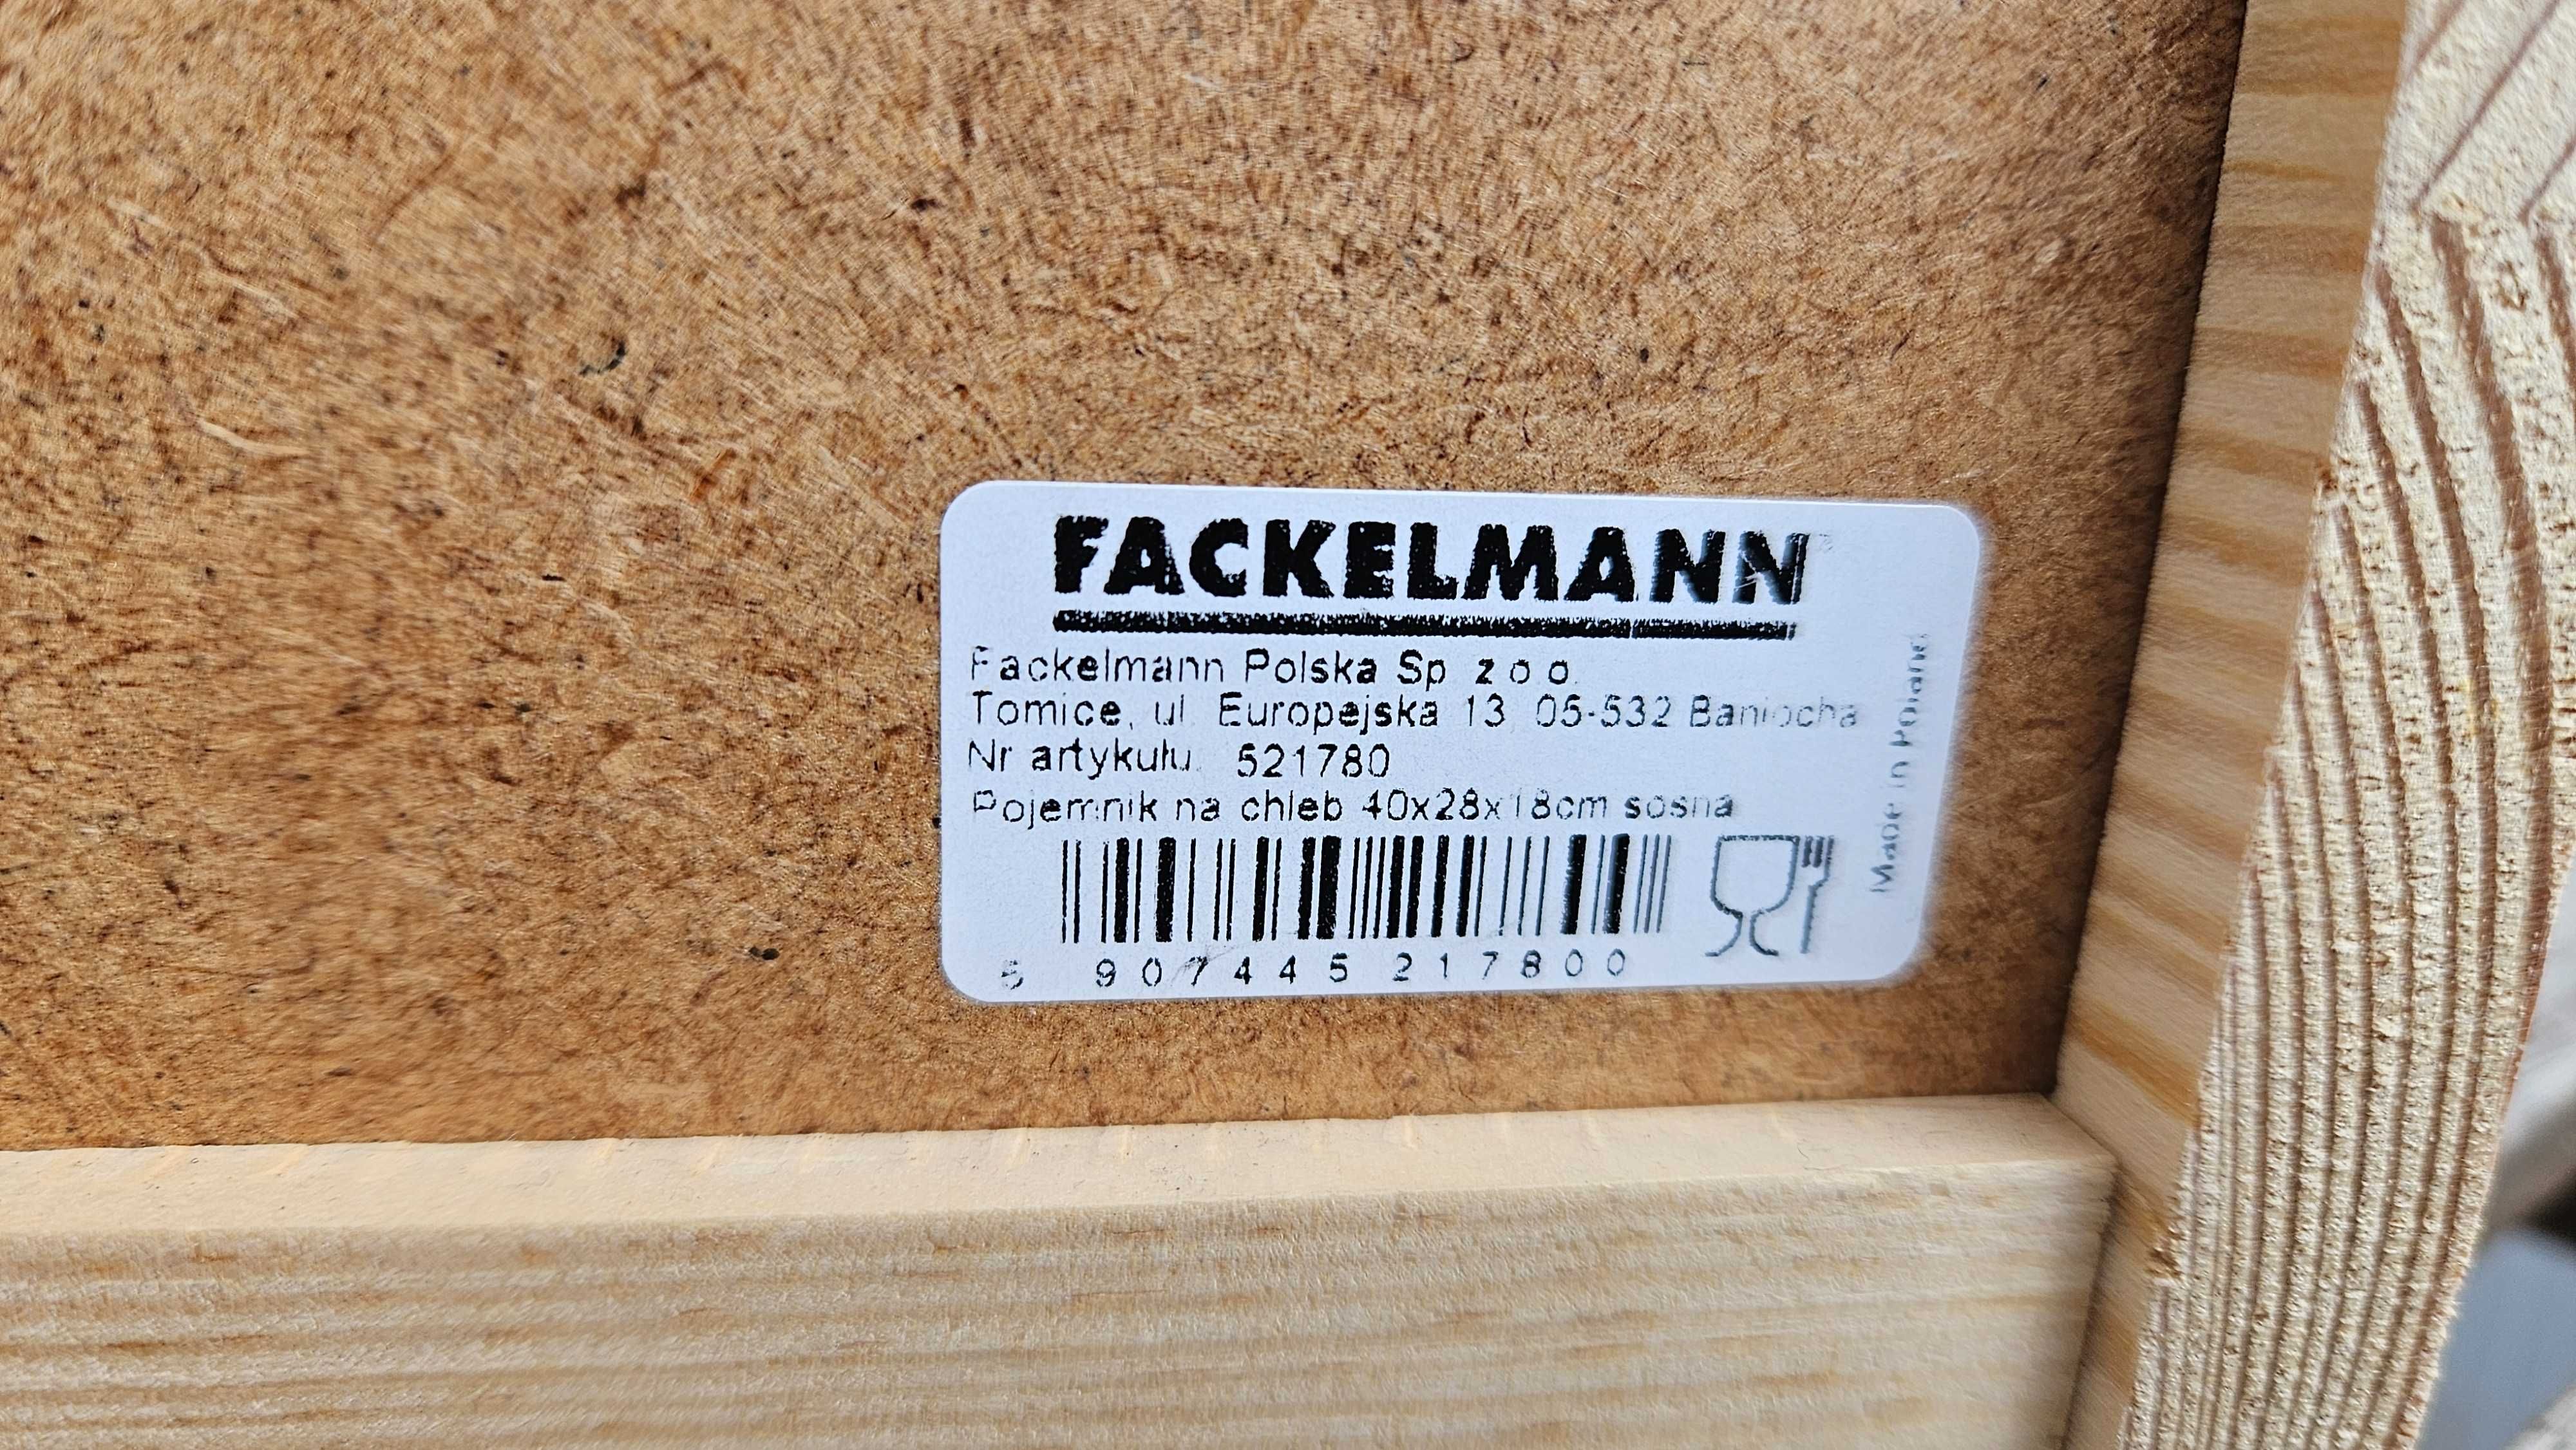 FACKELMANN
Fackelmann Polska Sp. z o.o.
Tomice, ul. Europejska 13, 05-532 Baniocha
Nr artykułu: 521780
Pojemnik na chleb 40x28x18cm sosna
5 907445 217800
Made in Poland